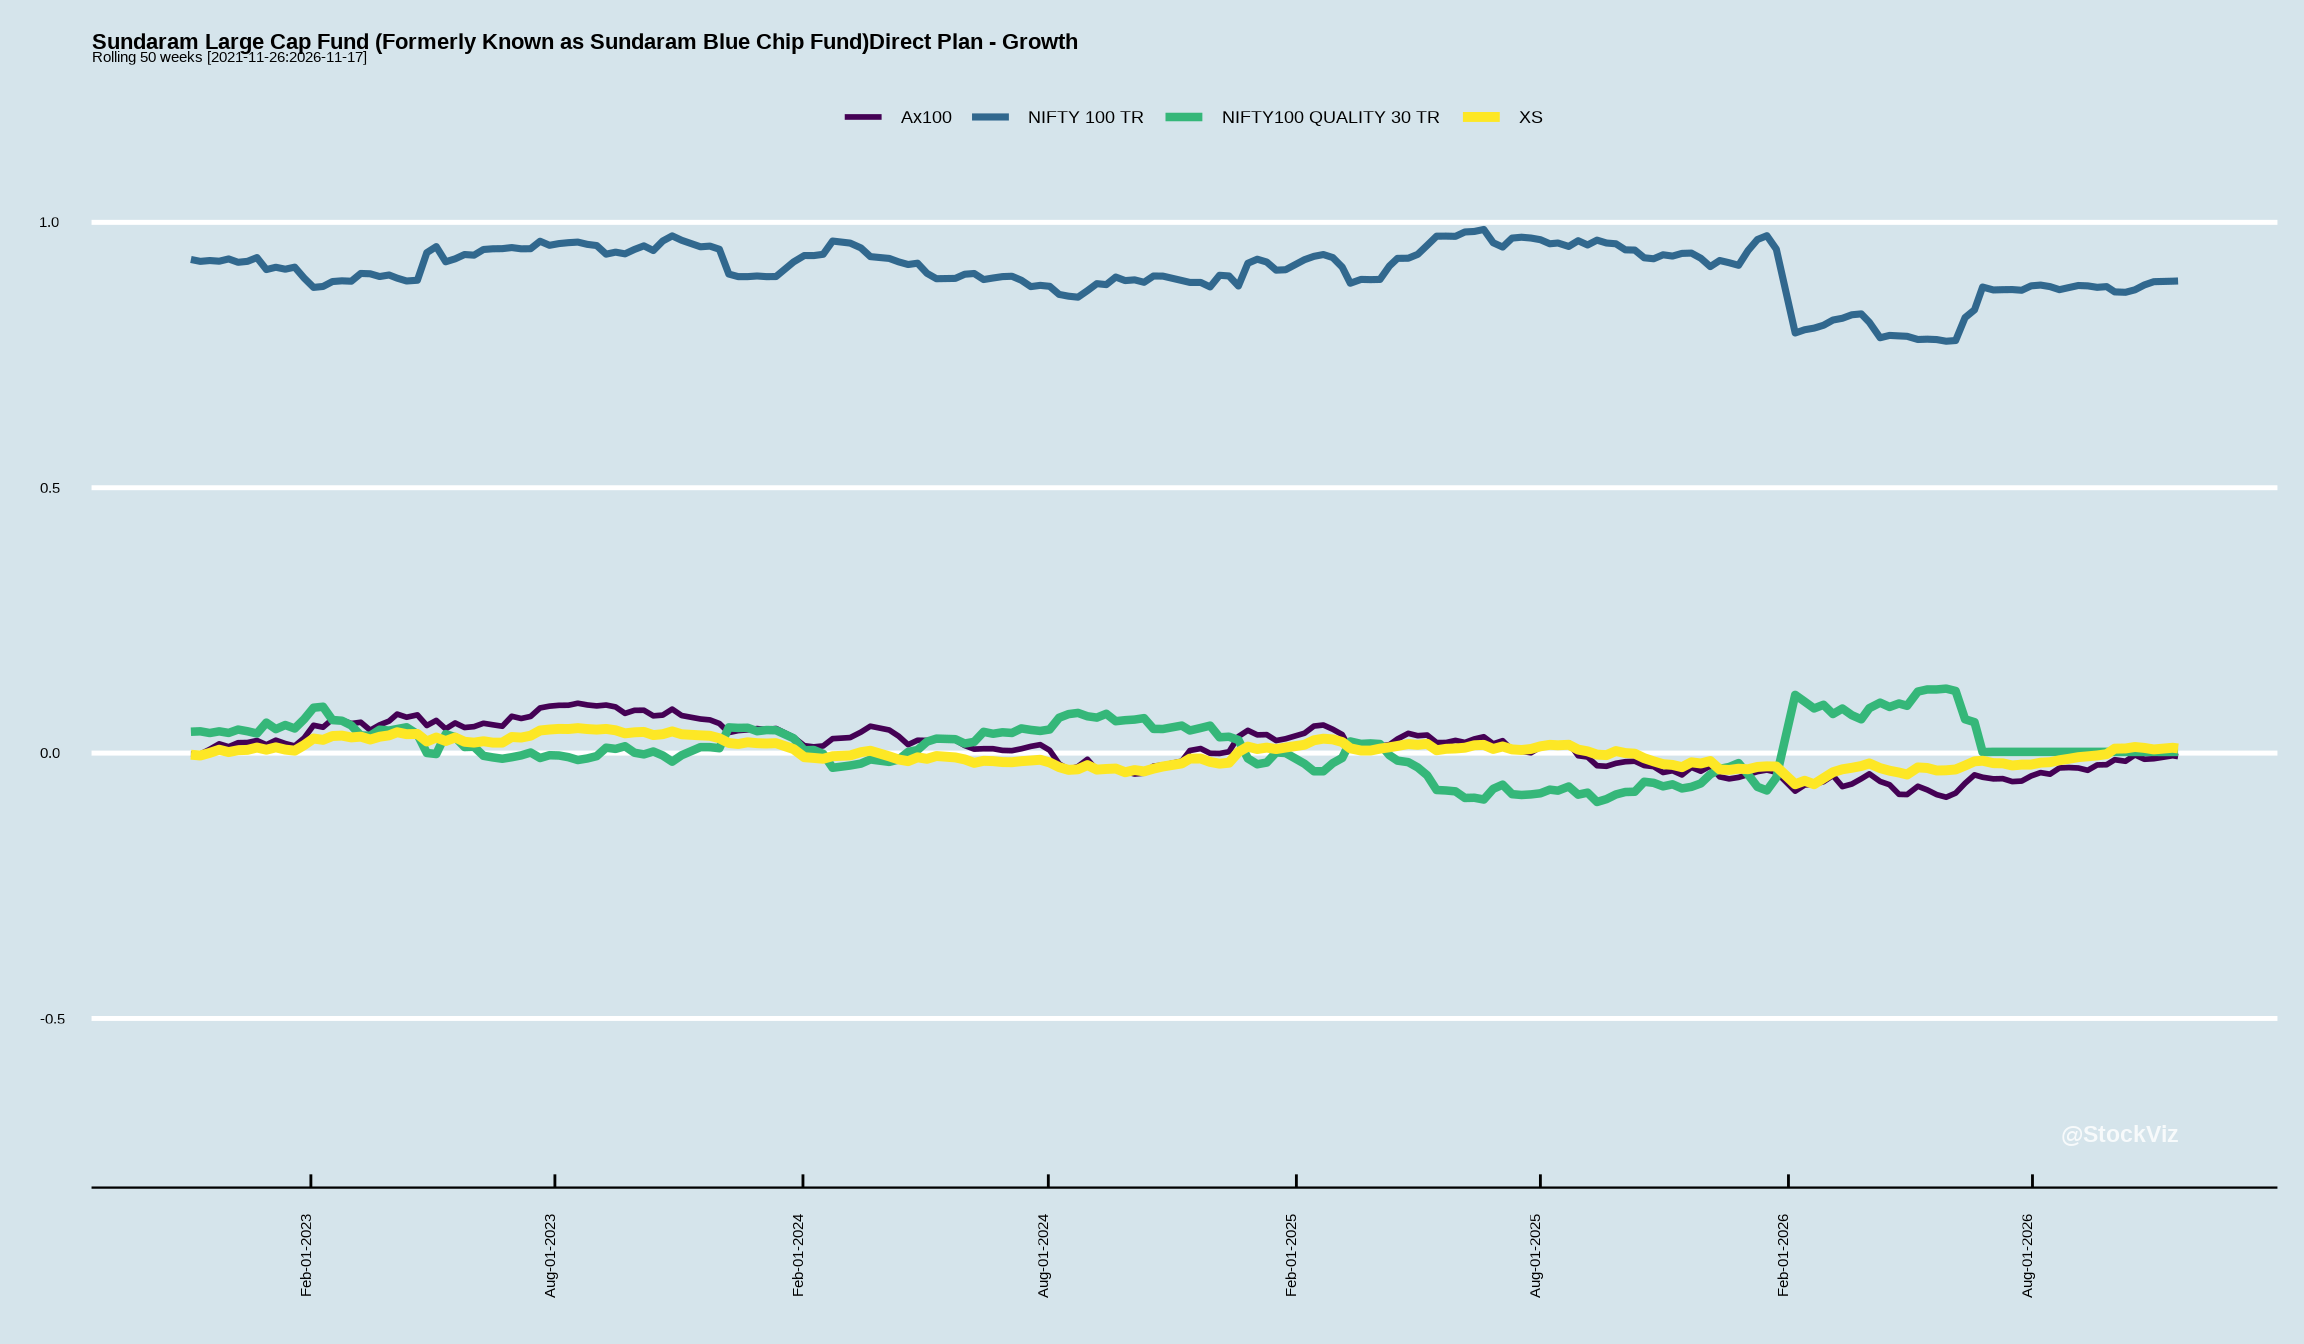 Sundaram Large Cap Fund (Formerly Known as Sundaram Blue Chip Fund)Direct Plan - Growth
Rolling 50 weeks [2021-11-26:2026-11-17]
Ax100 NIFTY 100 TR NIFTY100 QUALITY 30 TR XS
1.0
0.5
0.0
-0.5
@StockViz
Feb-01-2023
Aug-01-2023
Feb-01-2024
Aug-01-2024
Feb-01-2025
Aug-01-2025
Feb-01-2026
Aug-01-2026